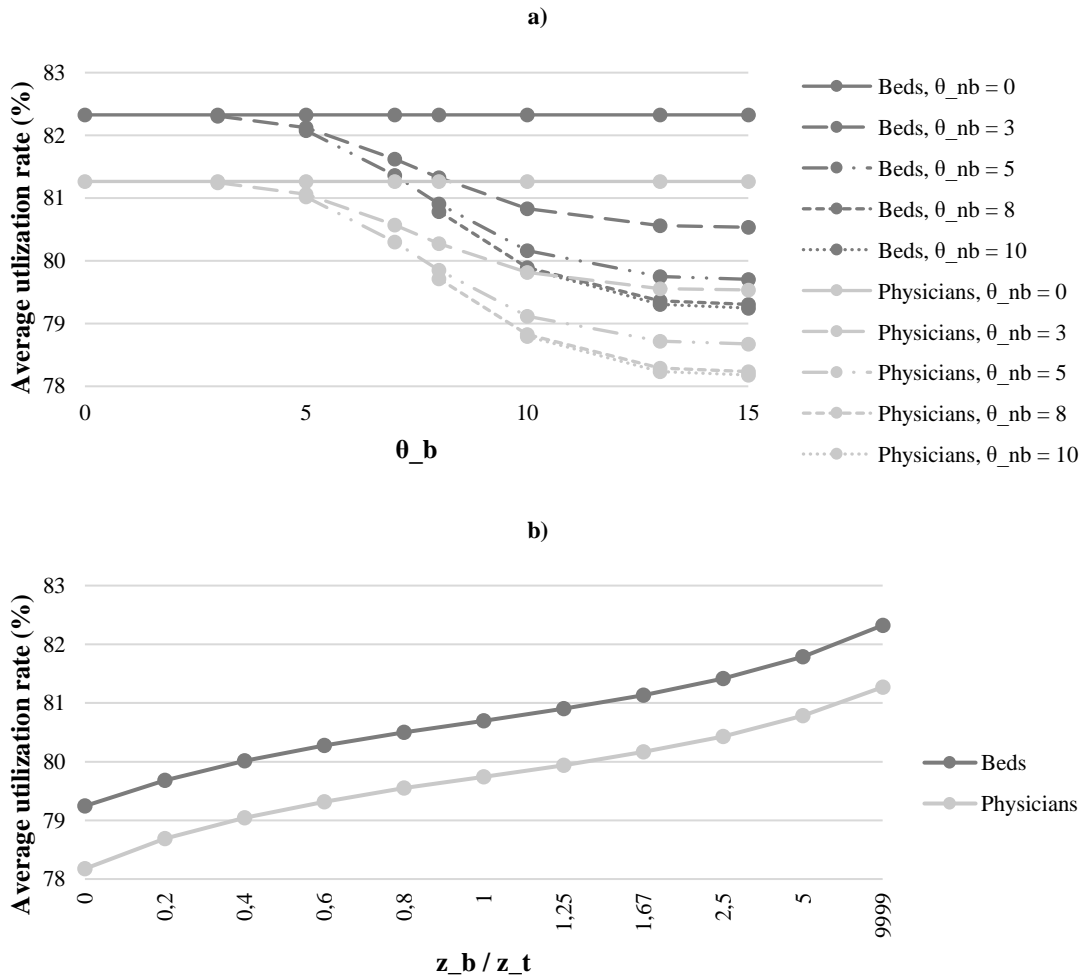 a)
Average utlization rate (%)
83
82
81
80
79
78
0
5
10
15
θ_b
Beds, θ_nb = 0
Beds, θ_nb = 3
Beds, θ_nb = 5
Beds, θ_nb = 8
Beds, θ_nb = 10
Physicians, θ_nb = 0
Physicians, θ_nb = 3
Physicians, θ_nb = 5
Physicians, θ_nb = 8
Physicians, θ_nb = 10
b)
Average utilization rate (%)
83
82
81
80
79
78
0
0,2
0,4
0,6
0,8
1
1,25
1,67
2,5
5
9999
z_b / z_t
Beds
Physicians